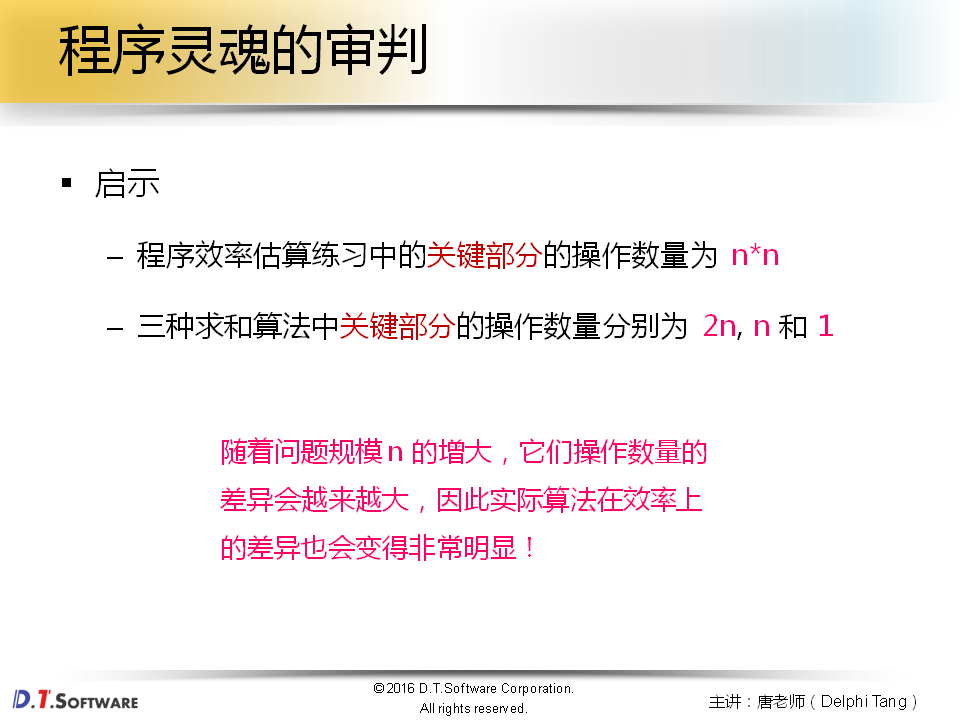 程序灵魂的审判
▪ 启示
– 程序效率估算练习中的关键部分的操作数量为 n*n
– 三种求和算法中关键部分的操作数量分别为 2n, n 和 1
随着问题规模 n 的增大，它们操作数量的
差异会越来越大，因此实际算法在效率上
的差异也会变得非常明显！
D.T.SOFTWARE
©2016 D.T.Software Corporation.
All rights reserved.
主讲：唐老师（Delphi Tang）